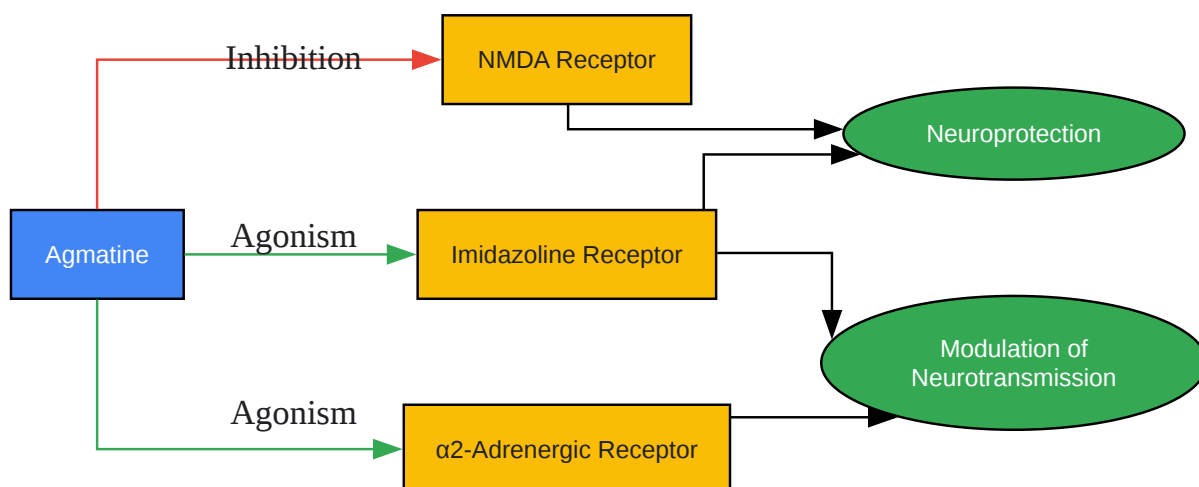 Inhibition
NMDA Receptor
Neuroprotection
Agmatine
Agonism
Imidazoline Receptor
Modulation of
Neurotransmission
Agonism
α2-Adrenergic Receptor